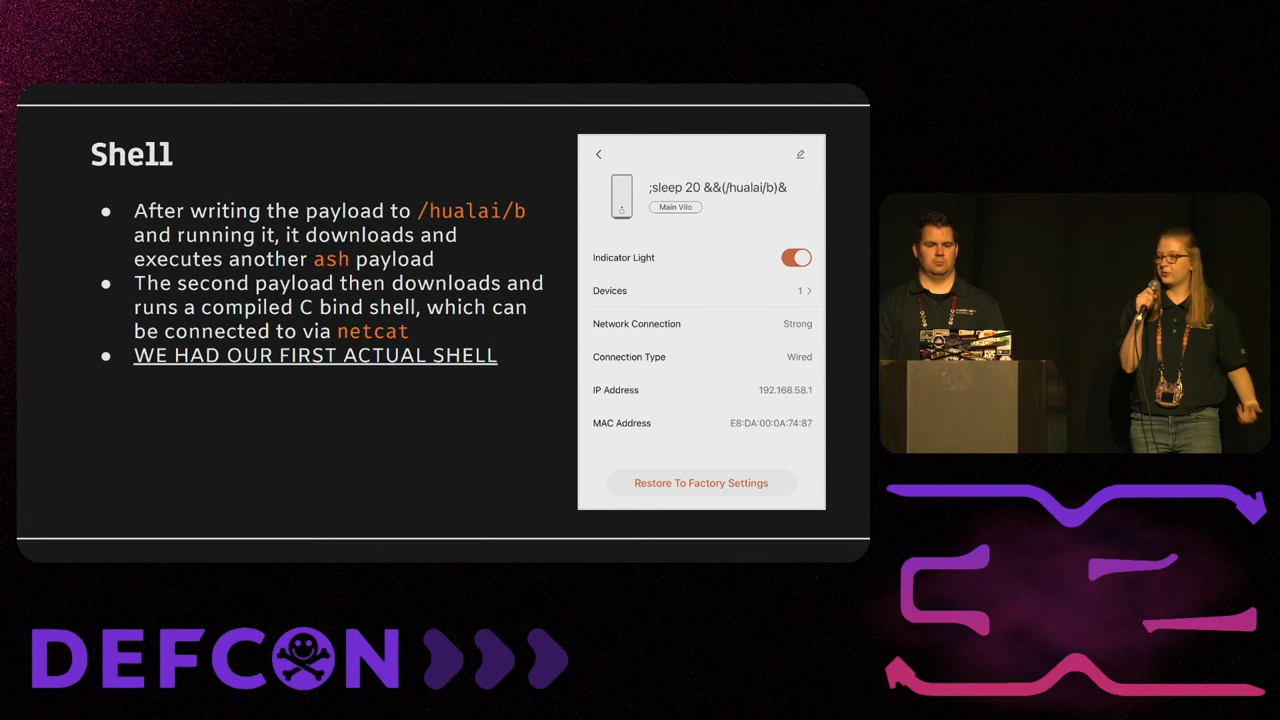 Shell
● After writing the payload to /hualai/b
and running it, it downloads and
executes another ash payload
● The second payload then downloads and
runs a compiled C bind shell, which can
be connected to via netcat
● WE HAD OUR FIRST ACTUAL SHELL
;sleep 20 &&(/hualai/b)&
Main Vilo
Indicator Light
Devices 1 >
Network Connection Strong
Connection Type Wired
IP Address 192.168.58.1
MAC Address E8:DA:00:0A:74:87
Restore To Factory Settings
DEFCON